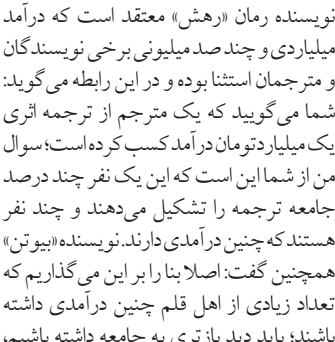 نویسنده رمان «رهش» معتقد است که درآمد
میلیاردی و چند صد میلیونی برخی نویسندگان
و مترجمان استثنا بوده و در این رابطه می‌گوید:
شما می‌گویید که یک مترجم از ترجمه اثری
یک میلیارد تومان درآمد کسب کرده است؛ سوال
من از شما این است که این یک نفر چند درصد
جامعه ترجمه را تشکیل می‌دهند و چند نفر
هستند که چنین درآمدی دارند. نویسنده «بیوتن»
همچنین گفت: اصلا بنا را بر این می‌گذاریم که
تعداد زیادی از اهل قلم چنین درآمدی داشته
باشند؛ باید دید بازتری به جامعه داشته باشیم،